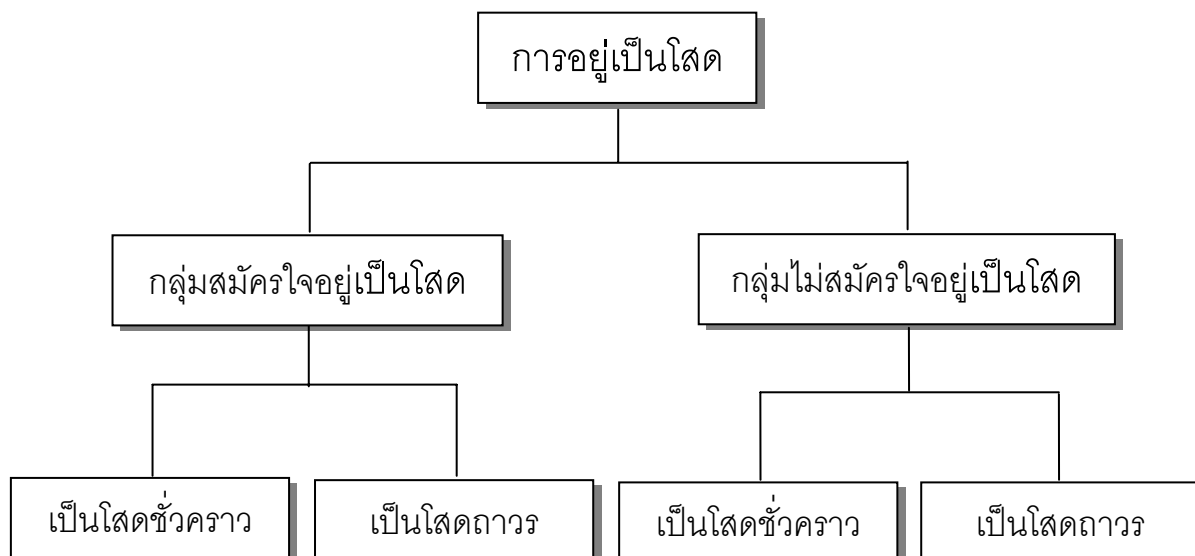 การอยู่เป็นโสด
กลุ่มสมัครใจอยู่เป็นโสด
กลุ่มไม่สมัครใจอยู่เป็นโสด
เป็นโสดชั่วคราว
เป็นโสดถาวร
เป็นโสดชั่วคราว
เป็นโสดถาวร